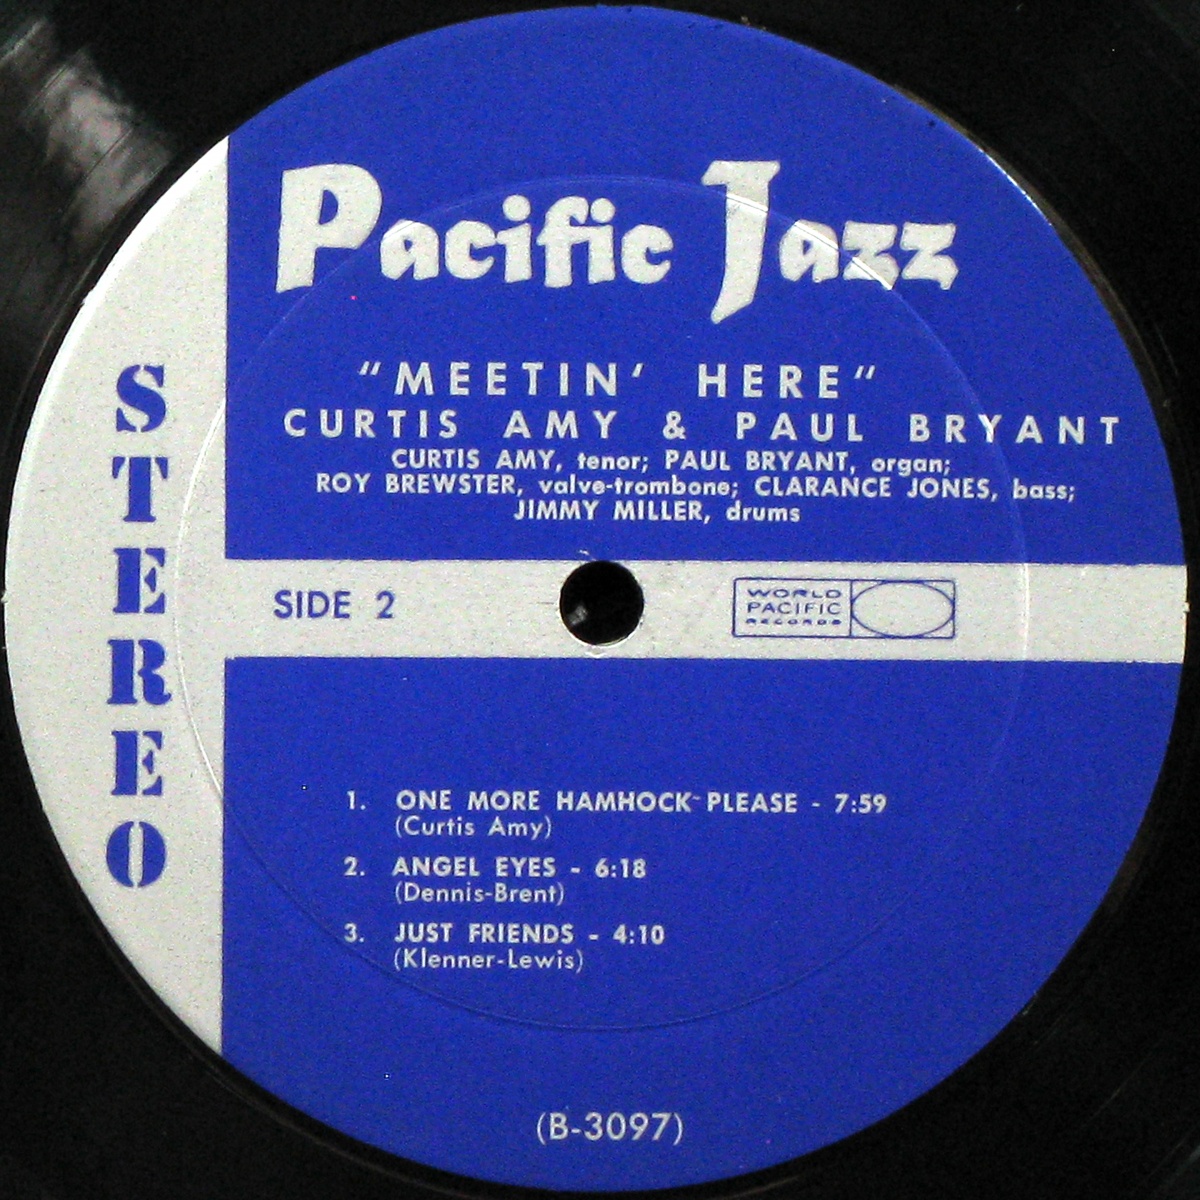 Pacific Jazz
STEREO
"MEETIN' HERE"
CURTIS AMY & PAUL BRYANT
CURTIS AMY, tenor; PAUL BRYANT, organ;
ROY BREWSTER, valve-trombone; CLARANCE JONES, bass;
JIMMY MILLER, drums
SIDE 2
WORLD
PACIFIC
RECORDS
1. ONE MORE HAMHOCK PLEASE - 7:59
(Curtis Amy)
2. ANGEL EYES - 6:18
(Dennis-Brent)
3. JUST FRIENDS - 4:10
(Klenner-Lewis)
(B-3097)